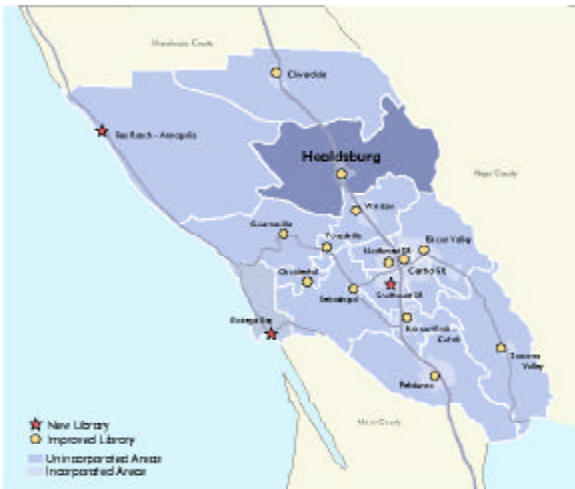 Mendocino County
Cloverdale
Sea Ranch - Annapolis
Healdsburg
Napa County
Windsor
Guerneville
Forestville
Northwest SR
Rincon Valley
Central SR
Occidental
Sebastopol
Southwest SR
Bodega Bay
Rohnert Park -
Cotati
Sonoma
Valley
Petaluma
Marin County
New Library
Improved Library
Unincorporated Areas
Incorporated Areas